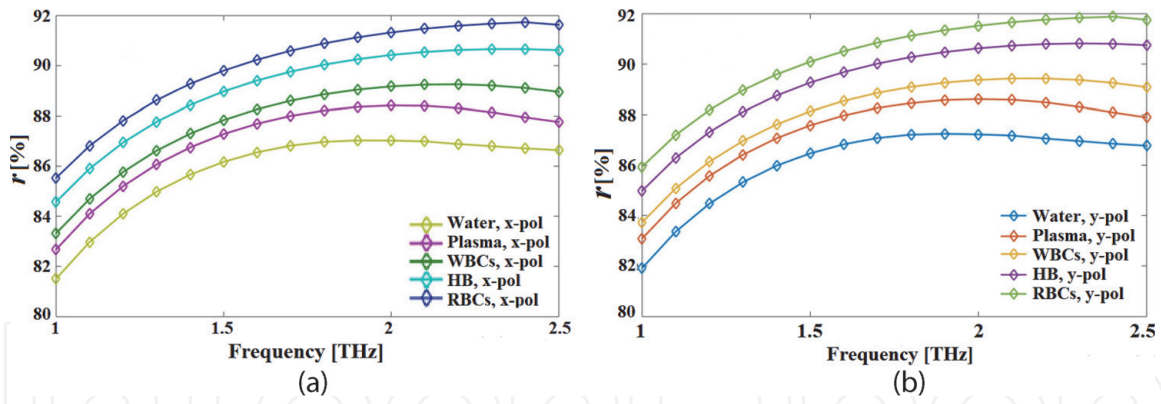 92
90
88
86
84
82
80
r [%]
1
1.5
2
2.5
Frequency [THz]
Water, x-pol
Plasma, x-pol
WBCs, x-pol
HB, x-pol
RBCs, x-pol
(a)
92
90
88
86
84
82
80
r [%]
1
1.5
2
2.5
Frequency [THz]
Water, y-pol
Plasma, y-pol
WBCs, y-pol
HB, y-pol
RBCs, y-pol
(b)